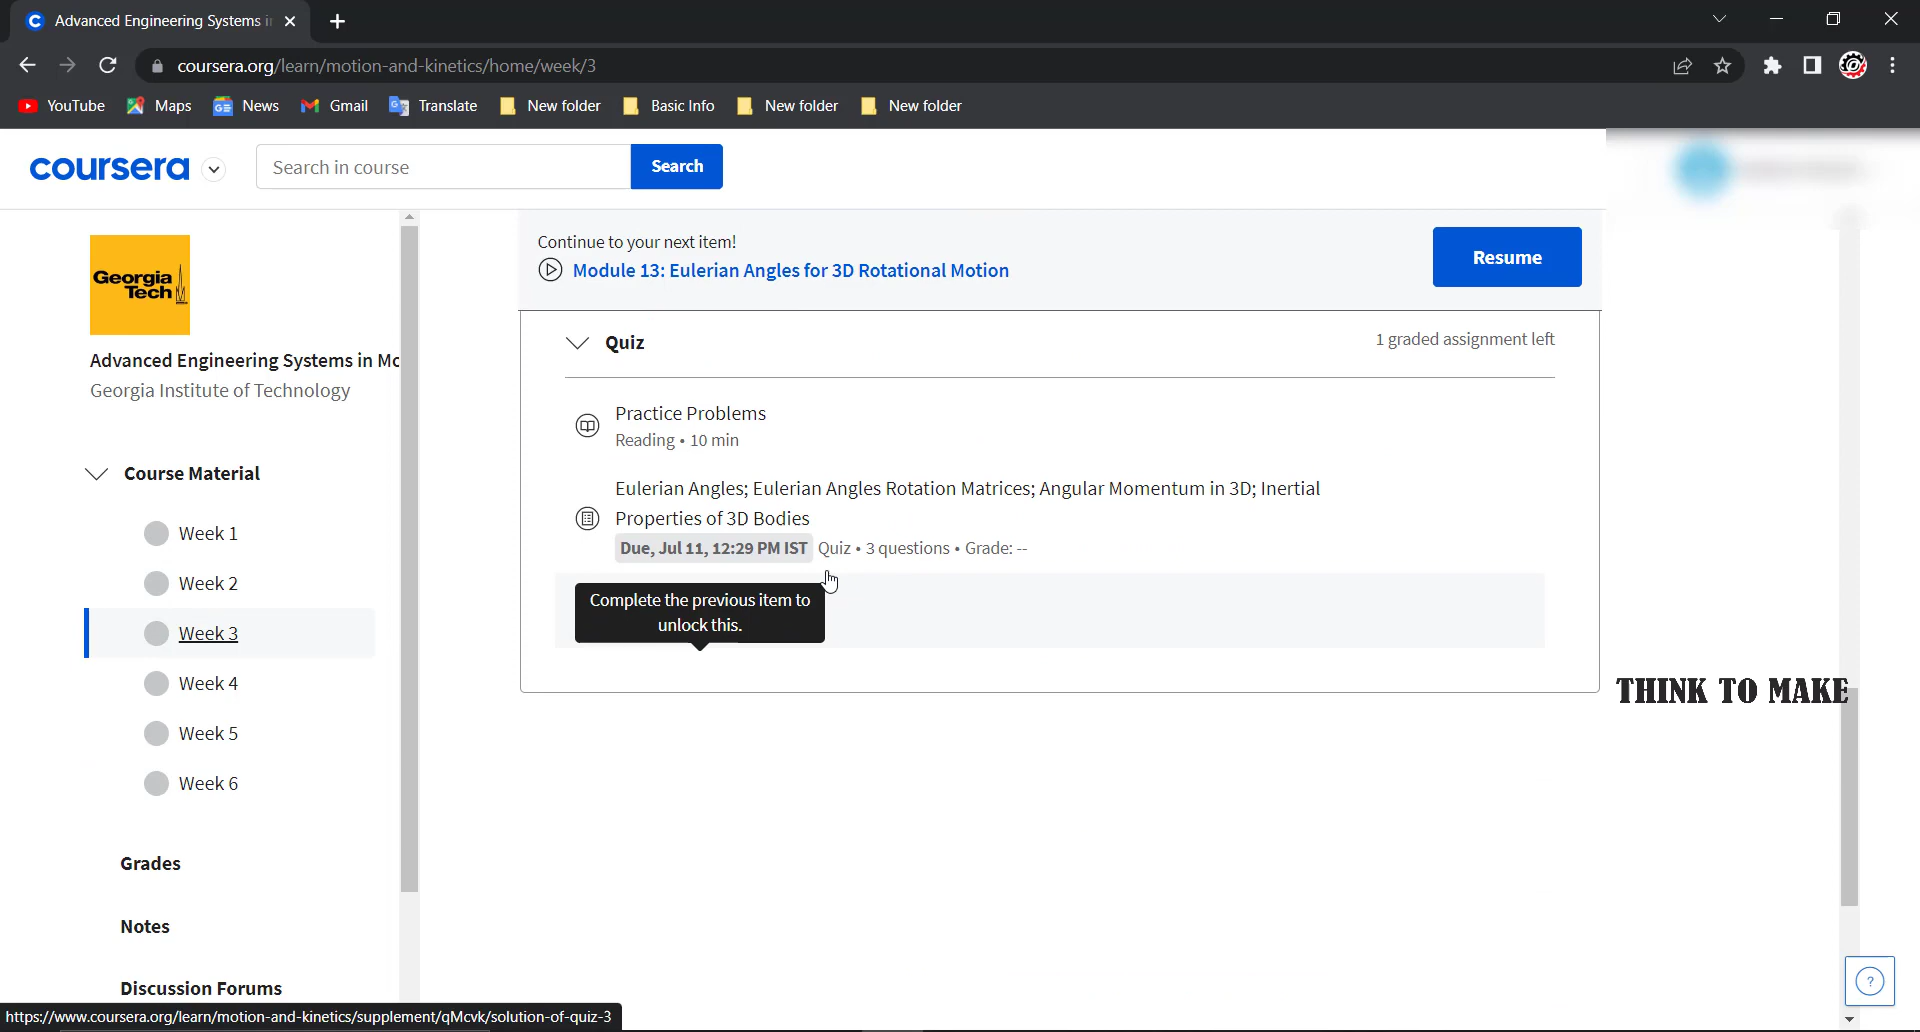 Advanced Engineering Systems i
coursera.org/learn/motion-and-kinetics/home/week/3
YouTube Maps News Gmail Translate New folder Basic Info New folder New folder
coursera Search in course Search
Continue to your next item!
Module 13: Eulerian Angles for 3D Rotational Motion
Resume
Georgia
Tech
Advanced Engineering Systems in Mo
Georgia Institute of Technology
Course Material
Week 1
Week 2
Week 3
Week 4
Week 5
Week 6
Grades
Notes
Discussion Forums
Quiz 1 graded assignment left
Practice Problems
Reading • 10 min
Eulerian Angles; Eulerian Angles Rotation Matrices; Angular Momentum in 3D; Inertial
Properties of 3D Bodies
Due, Jul 11, 12:29 PM IST Quiz • 3 questions • Grade: --
Complete the previous item to
unlock this.
THINK TO MAKE
?
https://www.coursera.org/learn/motion-and-kinetics/supplement/qMcvk/solution-of-quiz-3